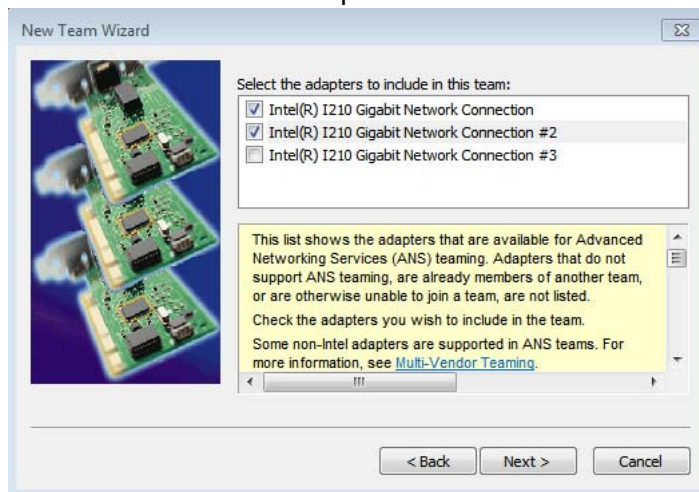 New Team Wizard
Select the adapters to include in this team:
Intel(R) I210 Gigabit Network Connection
Intel(R) I210 Gigabit Network Connection #2
Intel(R) I210 Gigabit Network Connection #3
This list shows the adapters that are available for Advanced
Networking Services (ANS) teaming. Adapters that do not
support ANS teaming, are already members of another team,
or are otherwise unable to join a team, are not listed.
Check the adapters you wish to include in the team.
Some non-Intel adapters are supported in ANS teams. For
more information, see Multi-Vendor Teaming.
< Back Next > Cancel